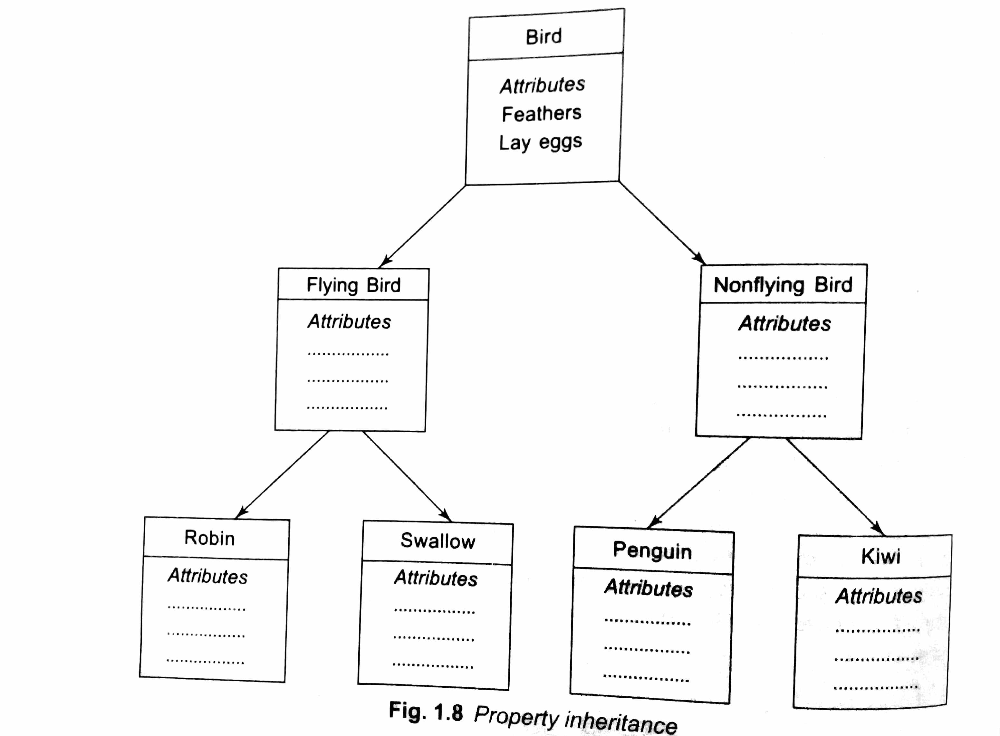 Bird
Attributes
Feathers
Lay eggs
Flying Bird
Attributes
................
................
................
Nonflying Bird
Attributes
................
................
................
Robin
Attributes
................
................
................
Swallow
Attributes
................
................
................
Penguin
Attributes
................
................
................
Kiwi
Attributes
................
................
................
Fig. 1.8 Property inheritance